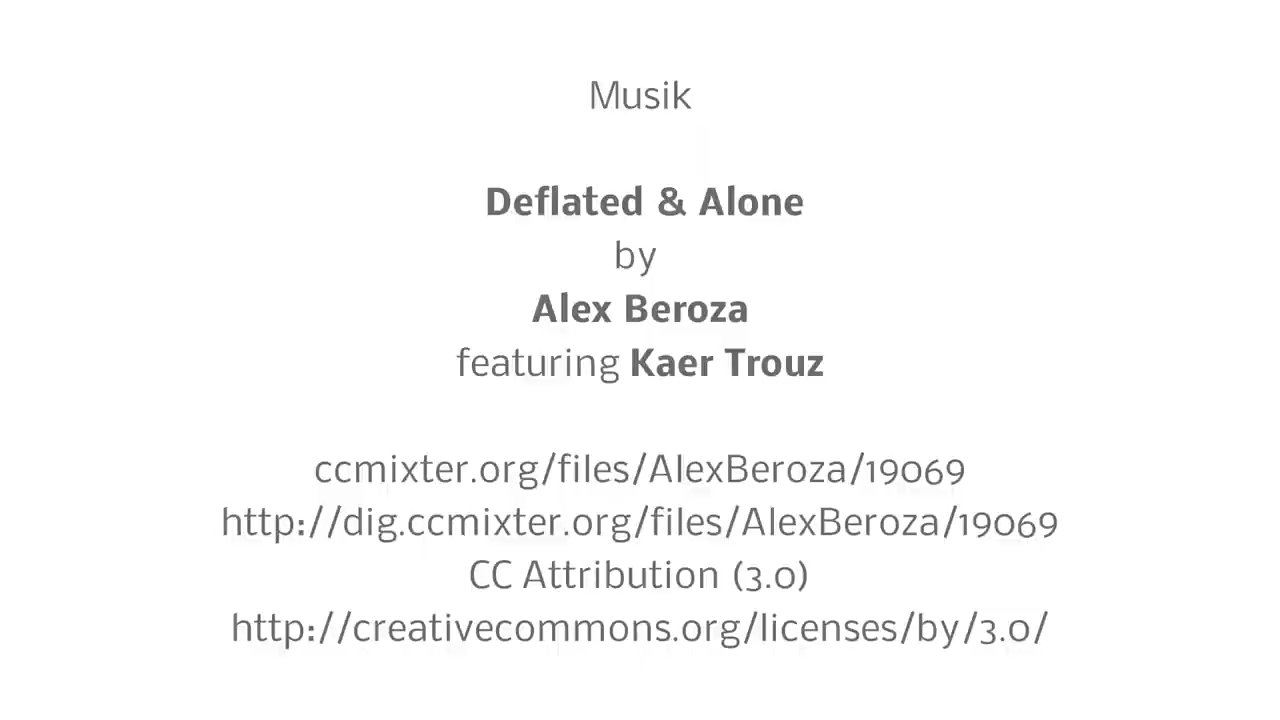 Musik
Deflated & Alone
by
Alex Beroza
featuring Kaer Trouz
ccmixter.org/files/AlexBeroza/19069
http://dig.ccmixter.org/files/AlexBeroza/19069
CC Attribution (3.0)
http://creativecommons.org/licenses/by/3.0/